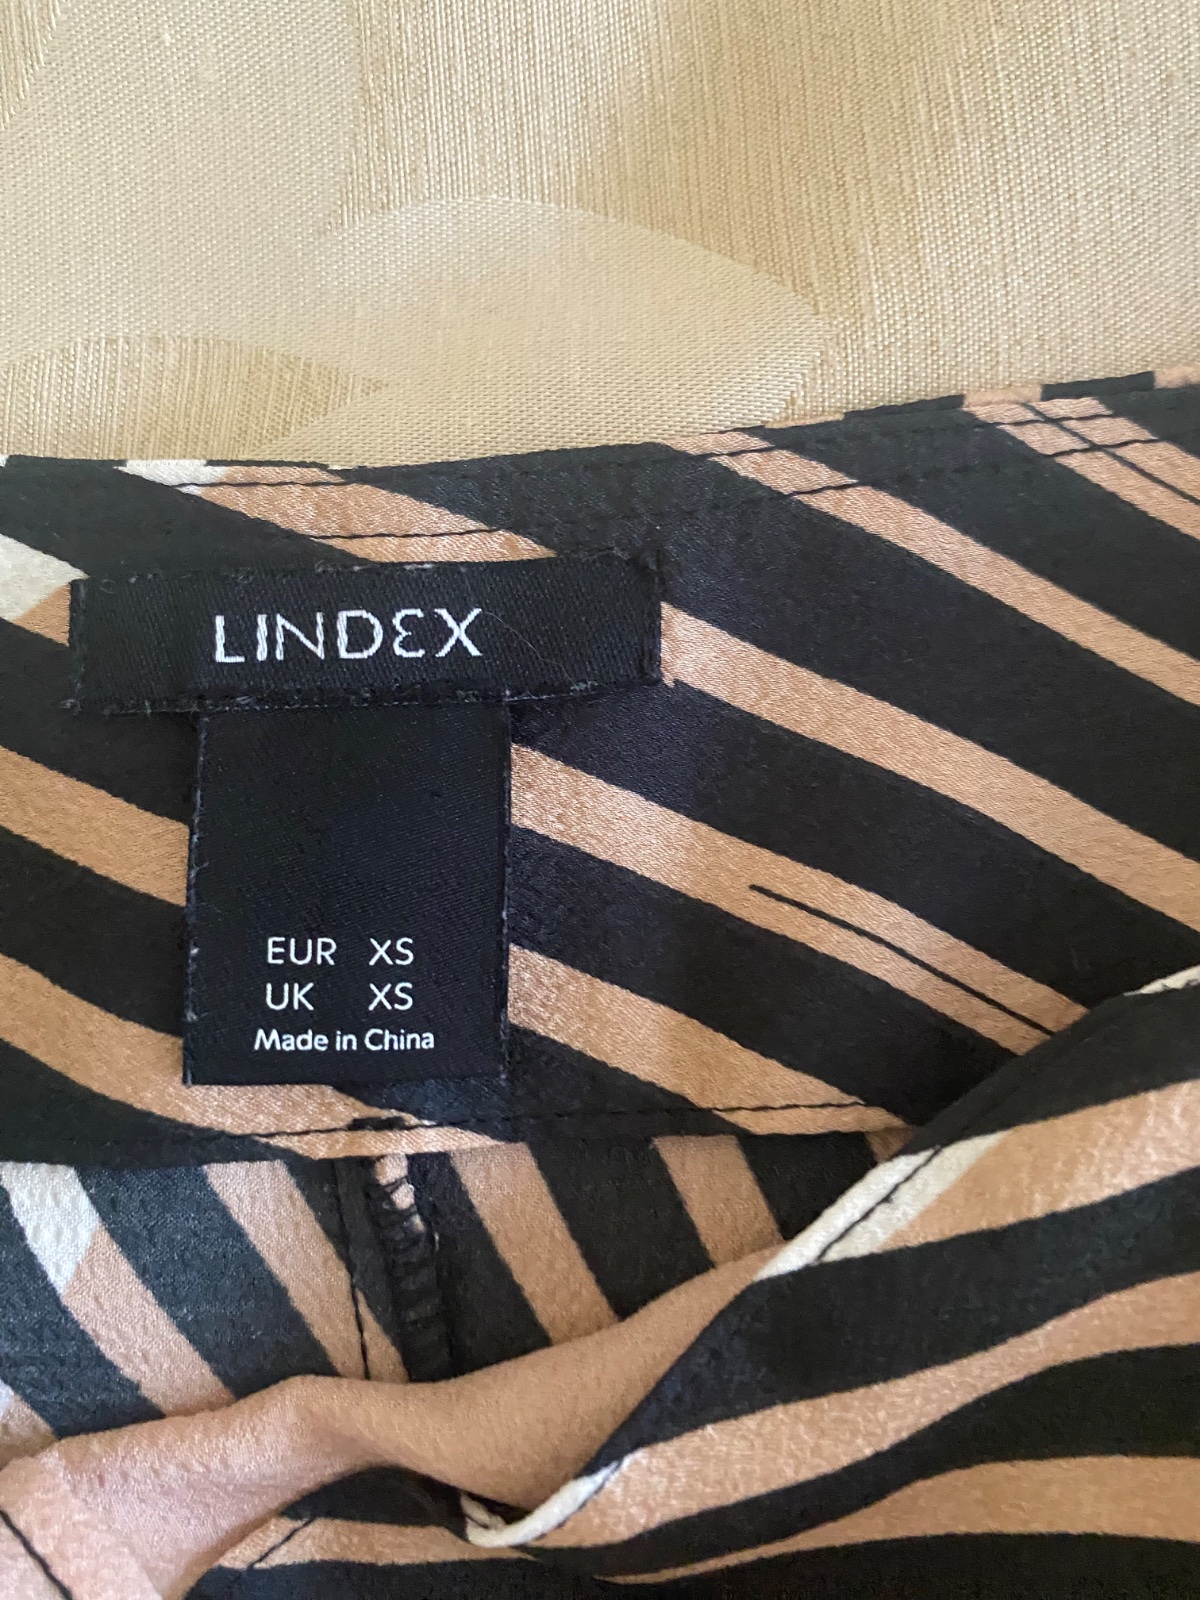 LINDEX
EUR XS
UK XS
Made in China